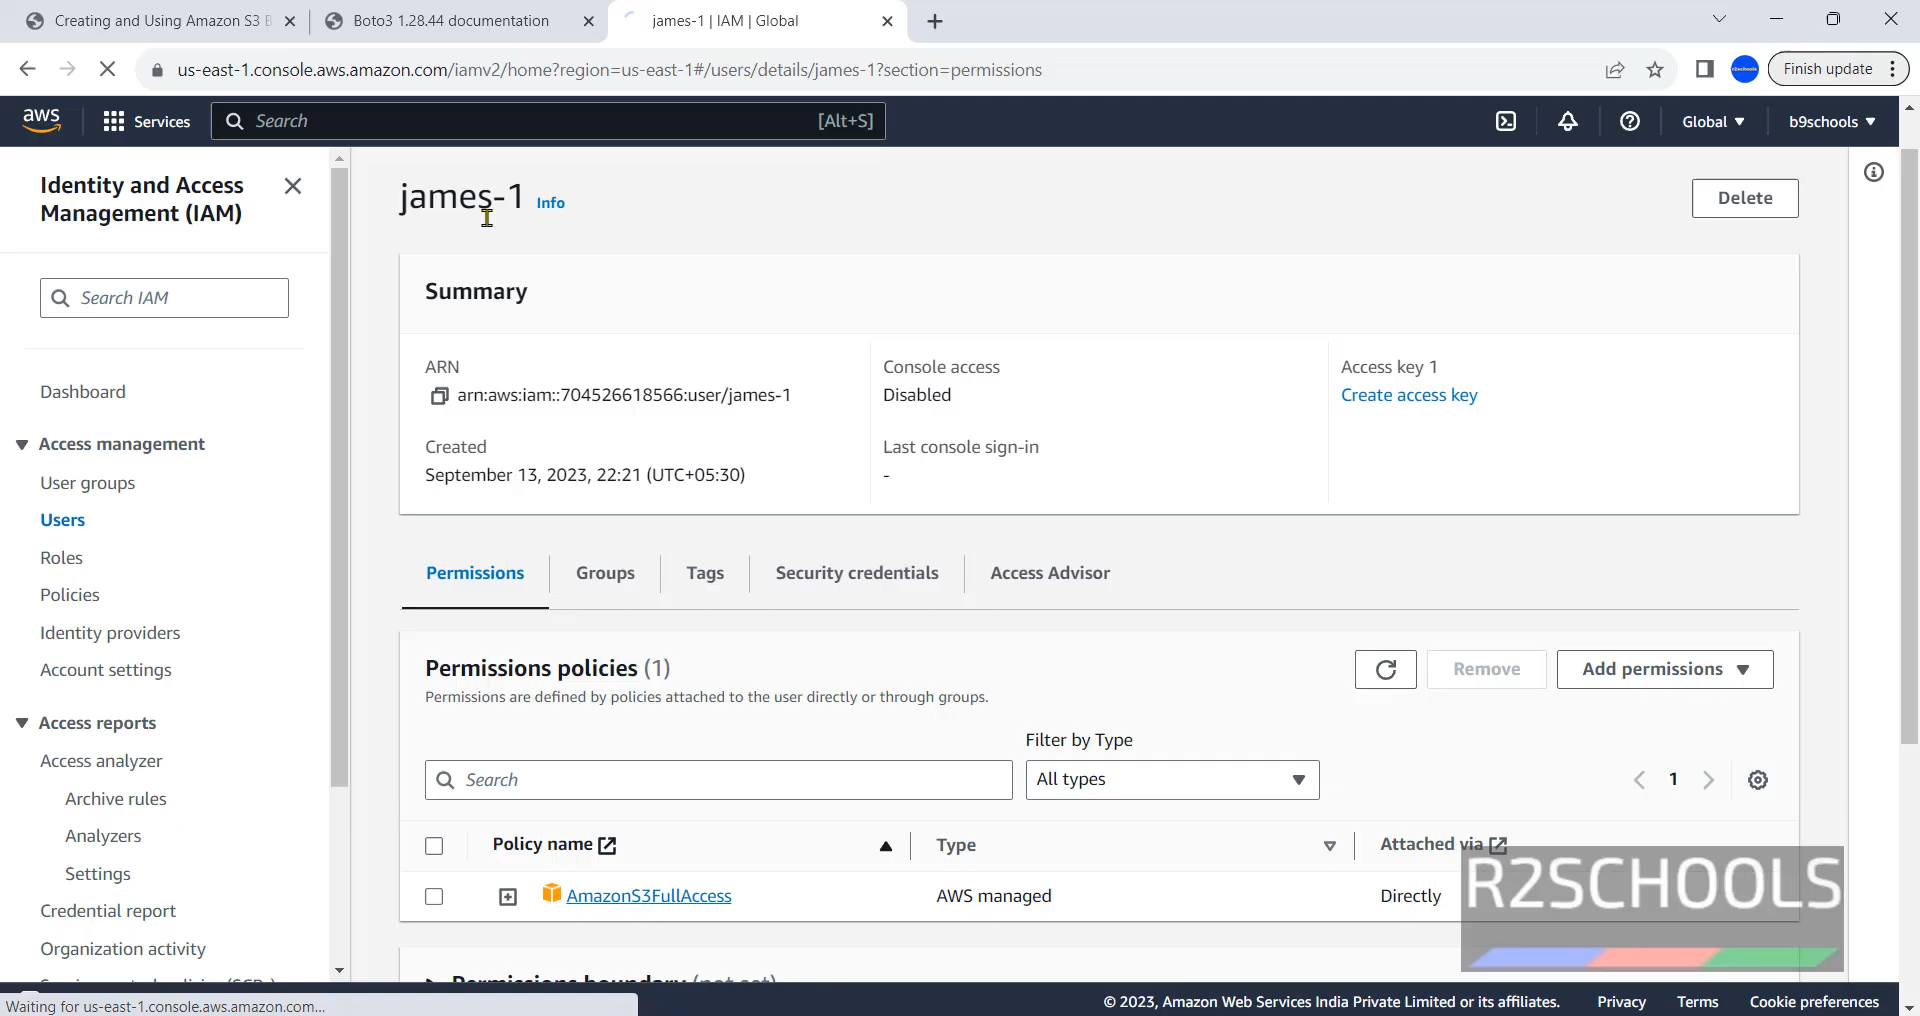 Creating and Using Amazon S3 B
Boto3 1.28.44 documentation
james-1 | IAM | Global
us-east-1.console.aws.amazon.com/iamv2/home?region=us-east-1#/users/details/james-1?section=permissions
Finish update
aws
Services
Search
[Alt+S]
Global
b9schools
Identity and Access
Management (IAM)
Search IAM
Dashboard
Access management
User groups
Users
Roles
Policies
Identity providers
Account settings
Access reports
Access analyzer
Archive rules
Analyzers
Settings
Credential report
Organization activity
james-1 Info
Delete
Summary
ARN
arn:aws:iam::704526618566:user/james-1
Console access
Disabled
Access key 1
Create access key
Created
September 13, 2023, 22:21 (UTC+05:30)
Last console sign-in
-
Permissions
Groups
Tags
Security credentials
Access Advisor
Permissions policies (1)
Permissions are defined by policies attached to the user directly or through groups.
Remove
Add permissions
Filter by Type
Search
All types
1
Policy name
Type
Attached via
AmazonS3FullAccess
AWS managed
Directly
R2SCHOOLS
Permissions boundary (not set)
Waiting for us-east-1.console.aws.amazon.com...
© 2023, Amazon Web Services India Private Limited or its affiliates.
Privacy
Terms
Cookie preferences